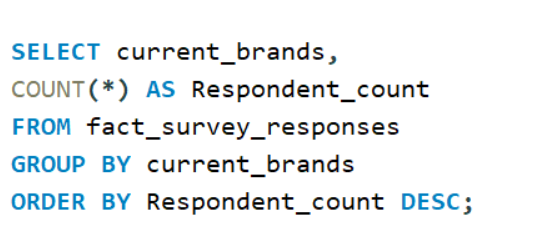 SELECT current_brands,
COUNT(*) AS Respondent_count
FROM fact_survey_responses
GROUP BY current_brands
ORDER BY Respondent_count DESC;